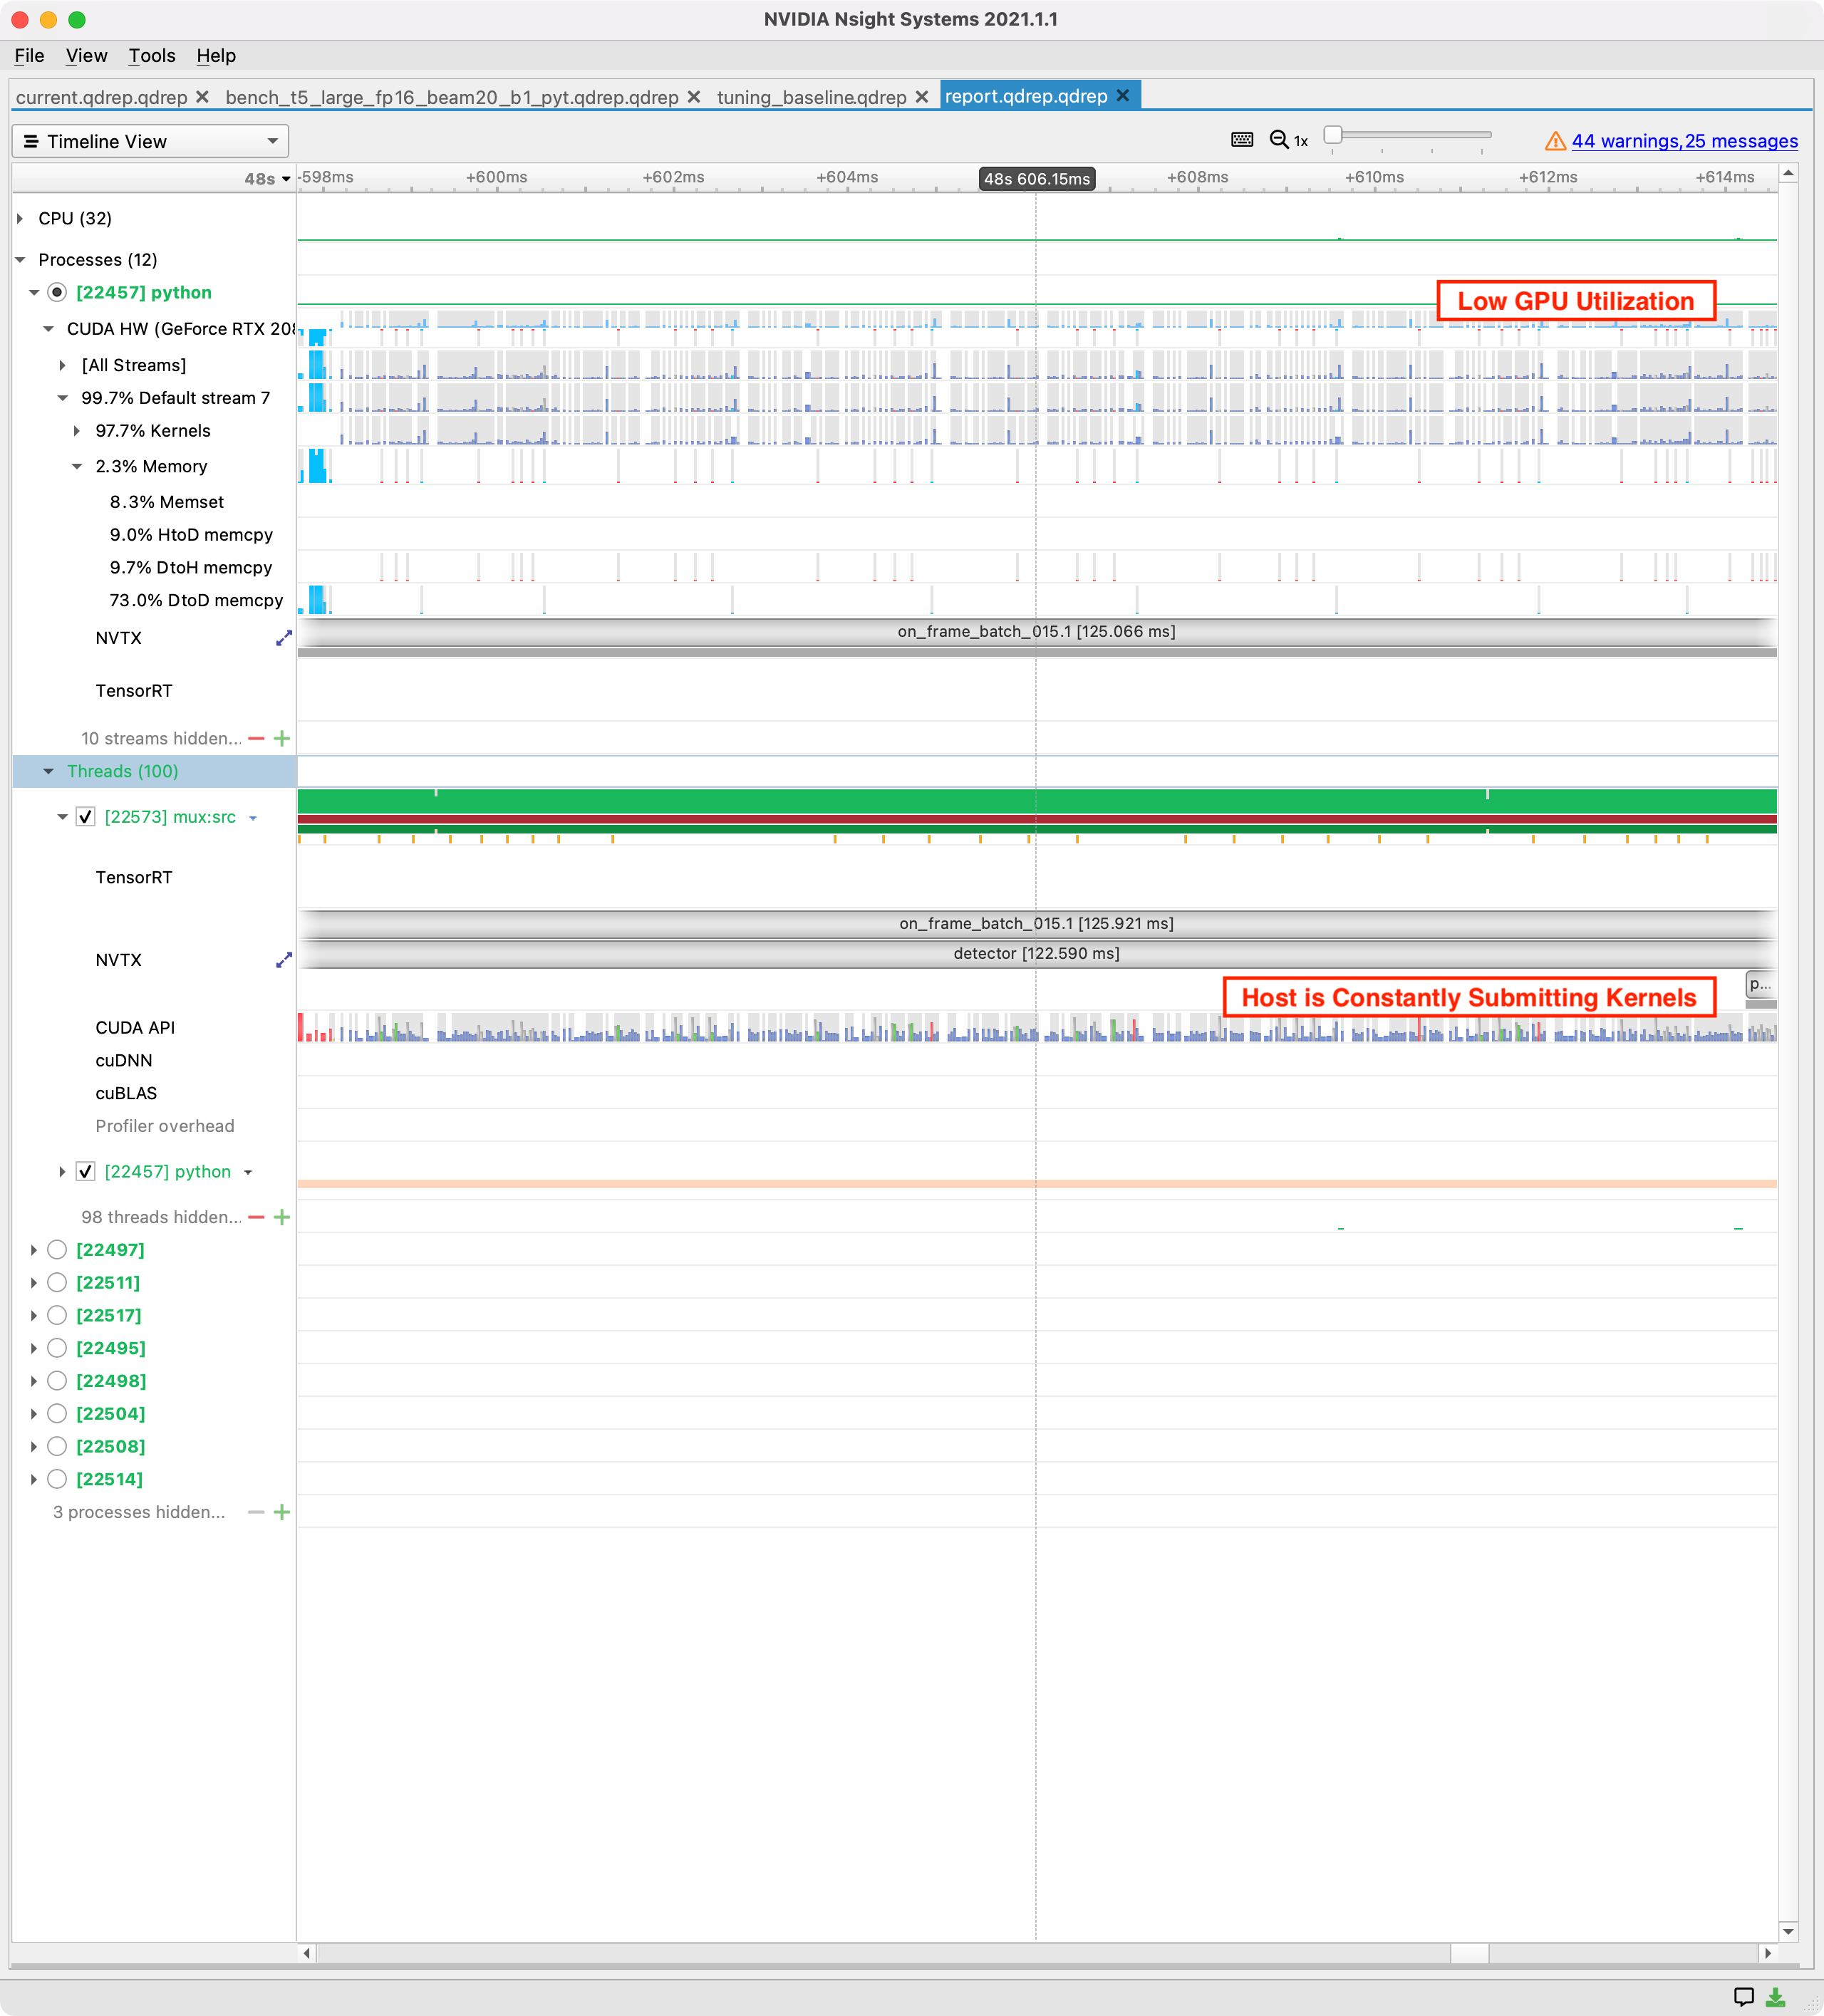 NVIDIA Nsight Systems 2021.1.1
File View Tools Help
current.qdrep.qdrep bench_t5_large_fp16_beam20_b1_pyt.qdrep.qdrep tuning_baseline.qdrep report.qdrep.qdrep
Timeline View 1x 44 warnings,25 messages
48s -598ms +600ms +602ms +604ms 48s 606.15ms +608ms +610ms +612ms +614ms
CPU (32)
Processes (12)
[22457] python
Low GPU Utilization
CUDA HW (GeForce RTX 208
[All Streams]
99.7% Default stream 7
97.7% Kernels
2.3% Memory
8.3% Memset
9.0% HtoD memcpy
9.7% DtoH memcpy
73.0% DtoD memcpy
NVTX on_frame_batch_015.1 [125.066 ms]
TensorRT
10 streams hidden...
Threads (100)
[22573] mux:src
TensorRT
on_frame_batch_015.1 [125.921 ms]
NVTX detector [122.590 ms]
p...
Host is Constantly Submitting Kernels
CUDA API
cuDNN
cuBLAS
Profiler overhead
[22457] python
98 threads hidden...
[22497]
[22511]
[22517]
[22495]
[22498]
[22504]
[22508]
[22514]
3 processes hidden...